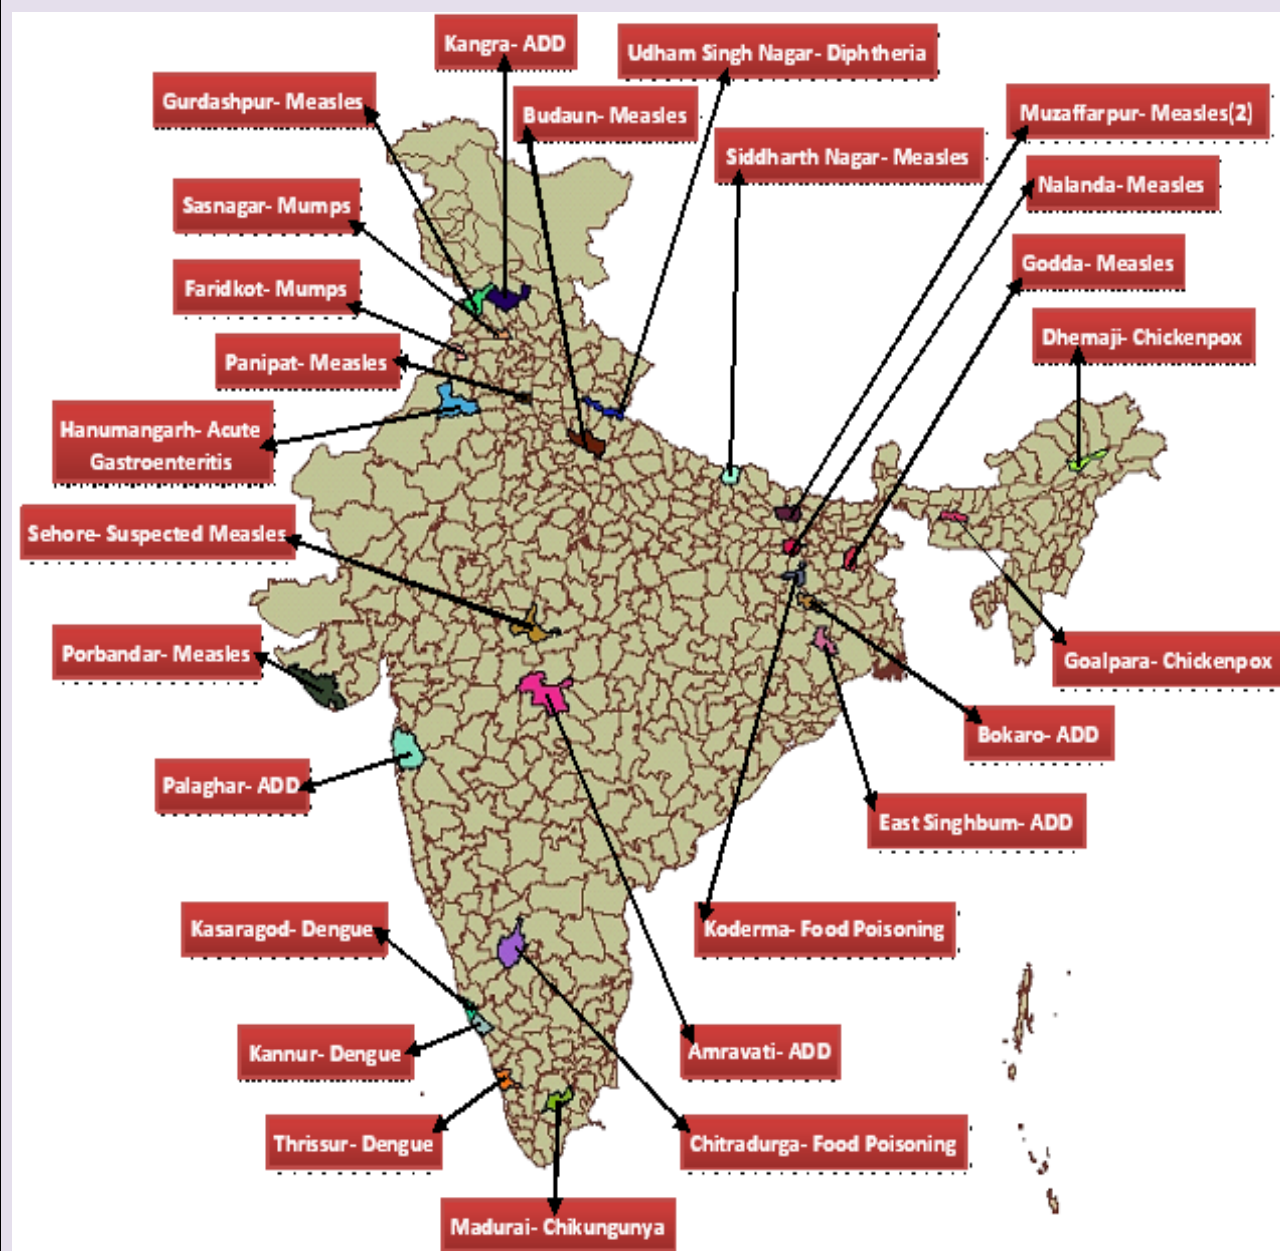 Kangra- ADD
Udham Singh Nagar- Diphtheria
Gurdashpur- Measles
Budaun- Measles
Muzaffarpur- Measles(2)
Siddharth Nagar- Measles
Nalanda- Measles
Sasnagar- Mumps
Godda- Measles
Faridkot- Mumps
Dhemaji- Chickenpox
Panipat- Measles
Hanumangarh- Acute
Gastroenteritis
Sehore- Suspected Measles
Porbandar- Measles
Goalpara- Chickenpox
Bokaro- ADD
Palaghar- ADD
East Singhbum- ADD
Kasaragod- Dengue
Koderma- Food Poisoning
Kannur- Dengue
Amravati- ADD
Thrissur- Dengue
Chitradurga- Food Poisoning
Madurai- Chikungunya